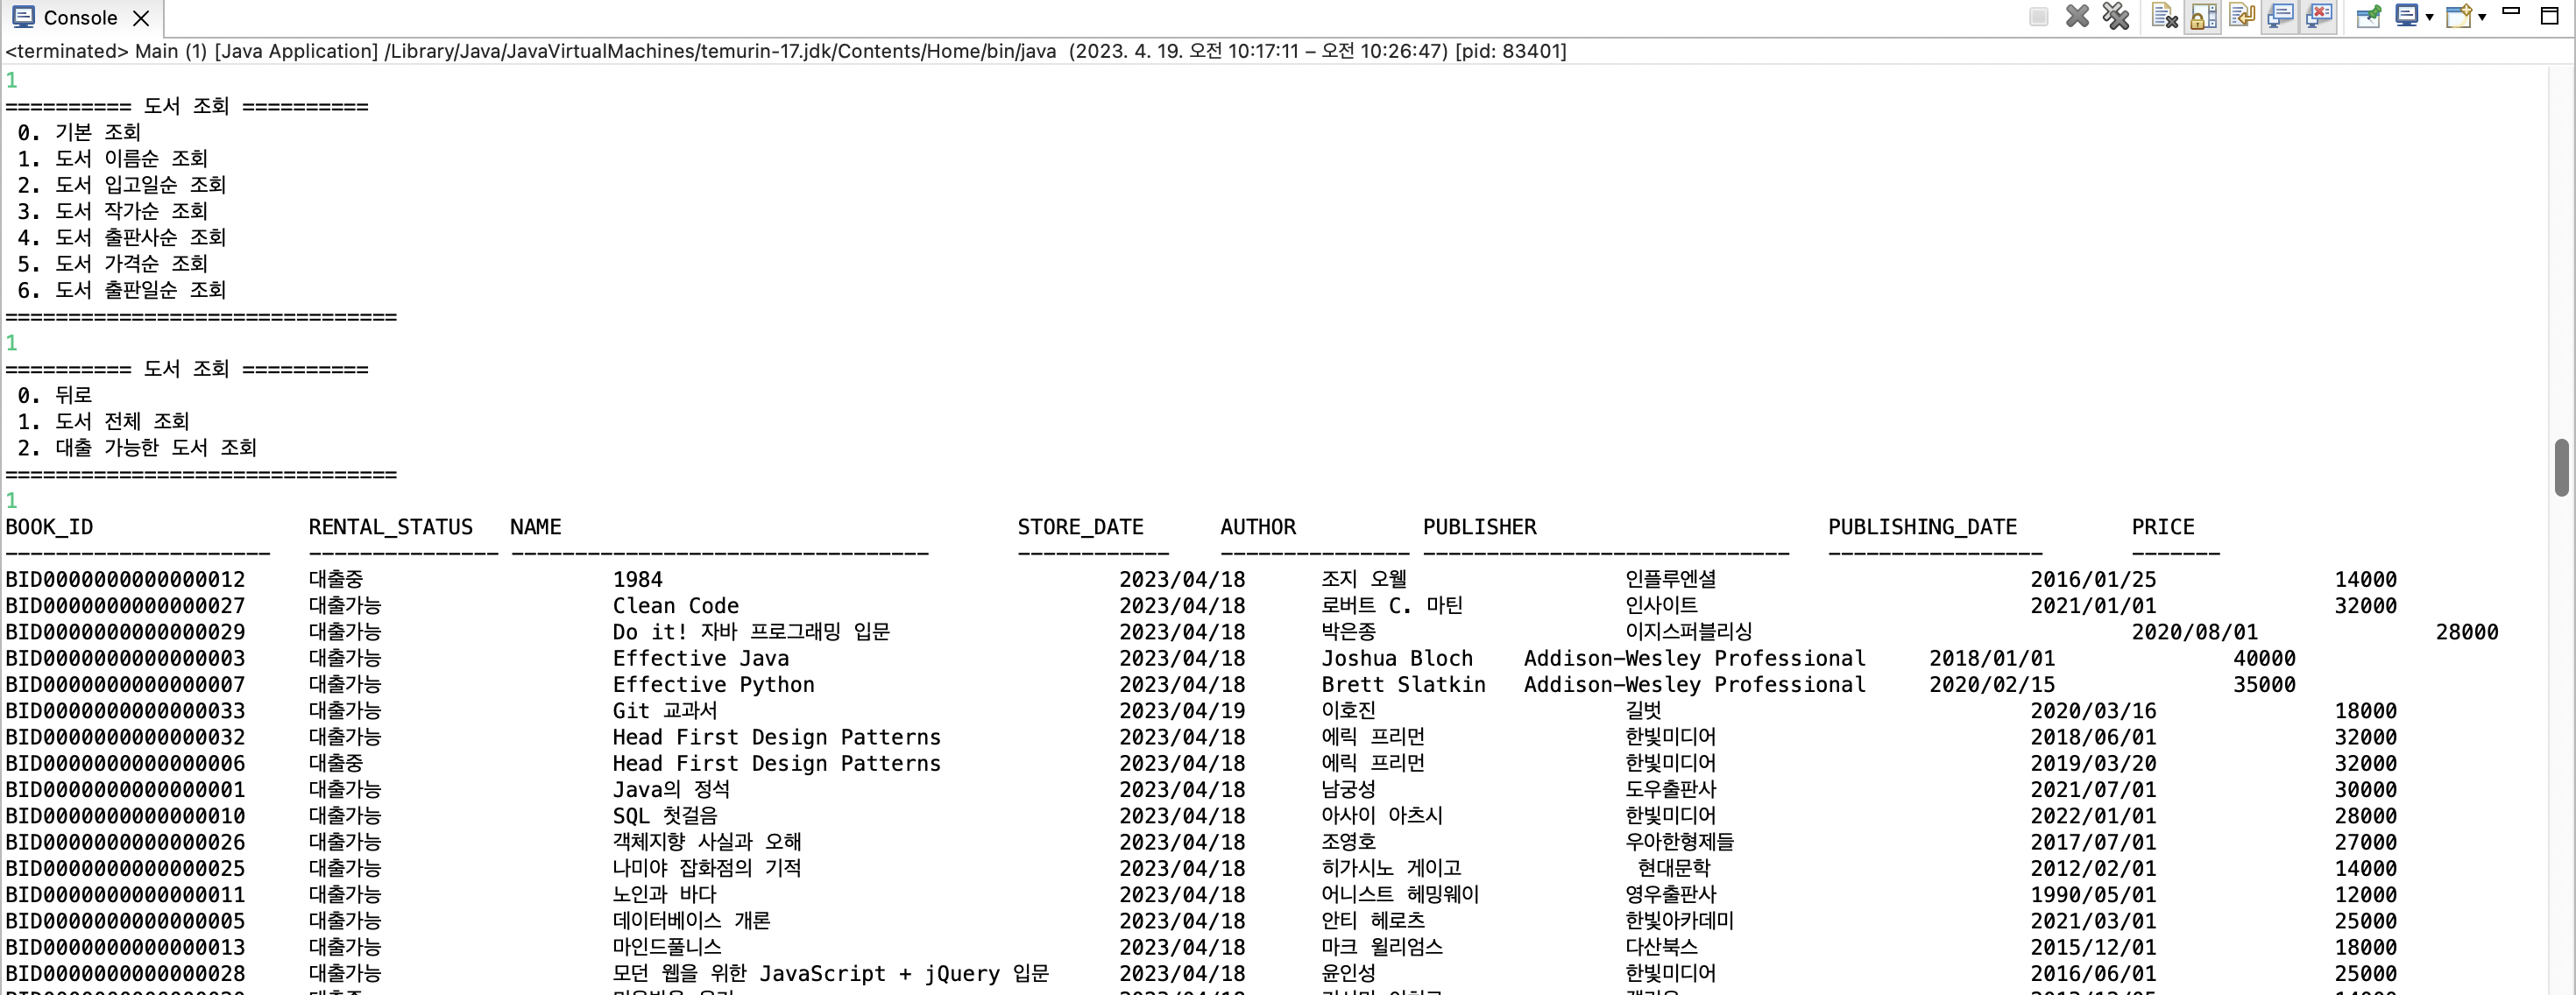 Console
<terminated> Main (1) [Java Application] /Library/Java/JavaVirtualMachines/temurin-17.jdk/Contents/Home/bin/java (2023. 4. 19. 오전 10:17:11 – 오전 10:26:47) [pid: 83401]
1
========== 도서 조회 ==========
0. 기본 조회
1. 도서 이름순 조회
2. 도서 입고일순 조회
3. 도서 작가순 조회
4. 도서 출판사순 조회
5. 도서 가격순 조회
6. 도서 출판일순 조회
===============================
1
========== 도서 조회 ==========
0. 뒤로
1. 도서 전체 조회
2. 대출 가능한 도서 조회
===============================
1
BOOK_ID RENTAL_STATUS NAME STORE_DATE AUTHOR PUBLISHER PUBLISHING_DATE PRICE
--------------------- --------------- --------------------------------- ------------ --------------- ----------------------------- ----------------- -------
BID0000000000000012 대출중 1984 2023/04/18 조지 오웰 인플루엔셜 2016/01/25 14000
BID0000000000000027 대출가능 Clean Code 2023/04/18 로버트 C. 마틴 인사이트 2021/01/01 32000
BID0000000000000029 대출가능 Do it! 자바 프로그래밍 입문 2023/04/18 박은종 이지스퍼블리싱 2020/08/01 28000
BID0000000000000003 대출가능 Effective Java 2023/04/18 Joshua Bloch Addison-Wesley Professional 2018/01/01 40000
BID0000000000000007 대출가능 Effective Python 2023/04/18 Brett Slatkin Addison-Wesley Professional 2020/02/15 35000
BID0000000000000033 대출가능 Git 교과서 2023/04/19 이호진 길벗 2020/03/16 18000
BID0000000000000032 대출가능 Head First Design Patterns 2023/04/18 에릭 프리먼 한빛미디어 2018/06/01 32000
BID0000000000000006 대출중 Head First Design Patterns 2023/04/18 에릭 프리먼 한빛미디어 2019/03/20 32000
BID0000000000000001 대출가능 Java의 정석 2023/04/18 남궁성 도우출판사 2021/07/01 30000
BID0000000000000010 대출가능 SQL 첫걸음 2023/04/18 아사이 아츠시 한빛미디어 2022/01/01 28000
BID0000000000000026 대출가능 객체지향 사실과 오해 2023/04/18 조영호 우아한형제들 2017/07/01 27000
BID0000000000000025 대출가능 나미야 잡화점의 기적 2023/04/18 히가시노 게이고 현대문학 2012/02/01 14000
BID0000000000000011 대출가능 노인과 바다 2023/04/18 어니스트 헤밍웨이 영우출판사 1990/05/01 12000
BID0000000000000005 대출가능 데이터베이스 개론 2023/04/18 안티 헤로츠 한빛아카데미 2021/03/01 25000
BID0000000000000013 대출가능 마인드풀니스 2023/04/18 마크 윌리엄스 다산북스 2015/12/01 18000
BID0000000000000028 대출가능 모던 웹을 위한 JavaScript + jQuery 입문 2023/04/18 윤인성 한빛미디어 2016/06/01 25000